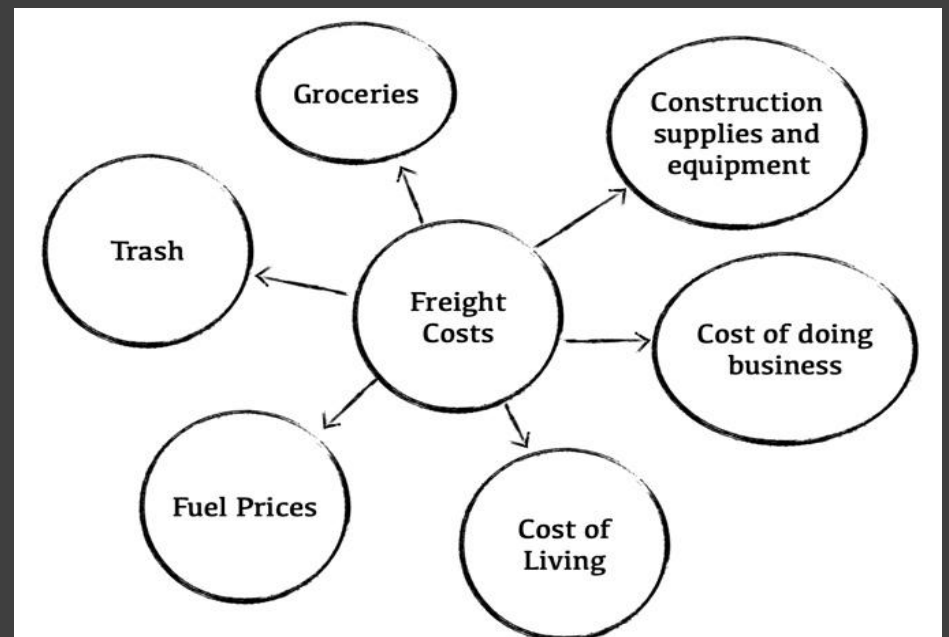 Groceries
Construction
supplies and
equipment
Trash
Freight
Costs
Cost of doing
business
Fuel Prices
Cost of
Living